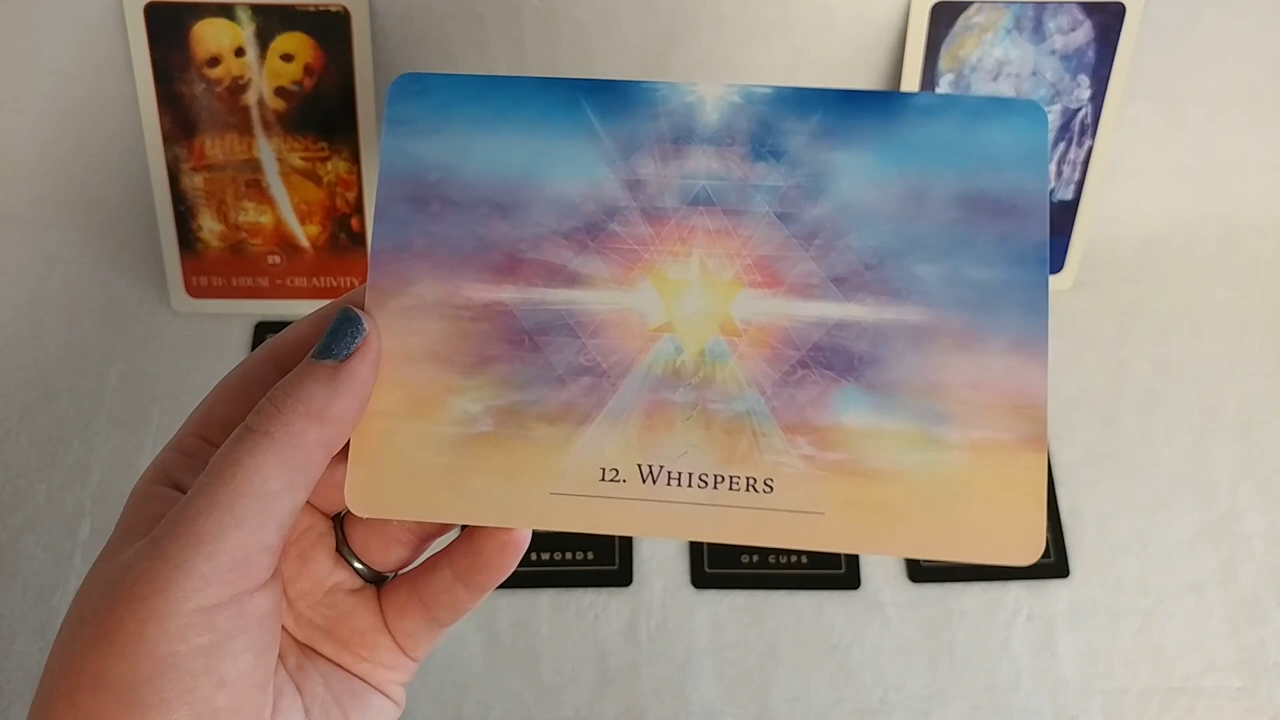 29
FIFTH HOUSE ~ CREATIVITY
12. WHISPERS
SWORDS
OF CUPS